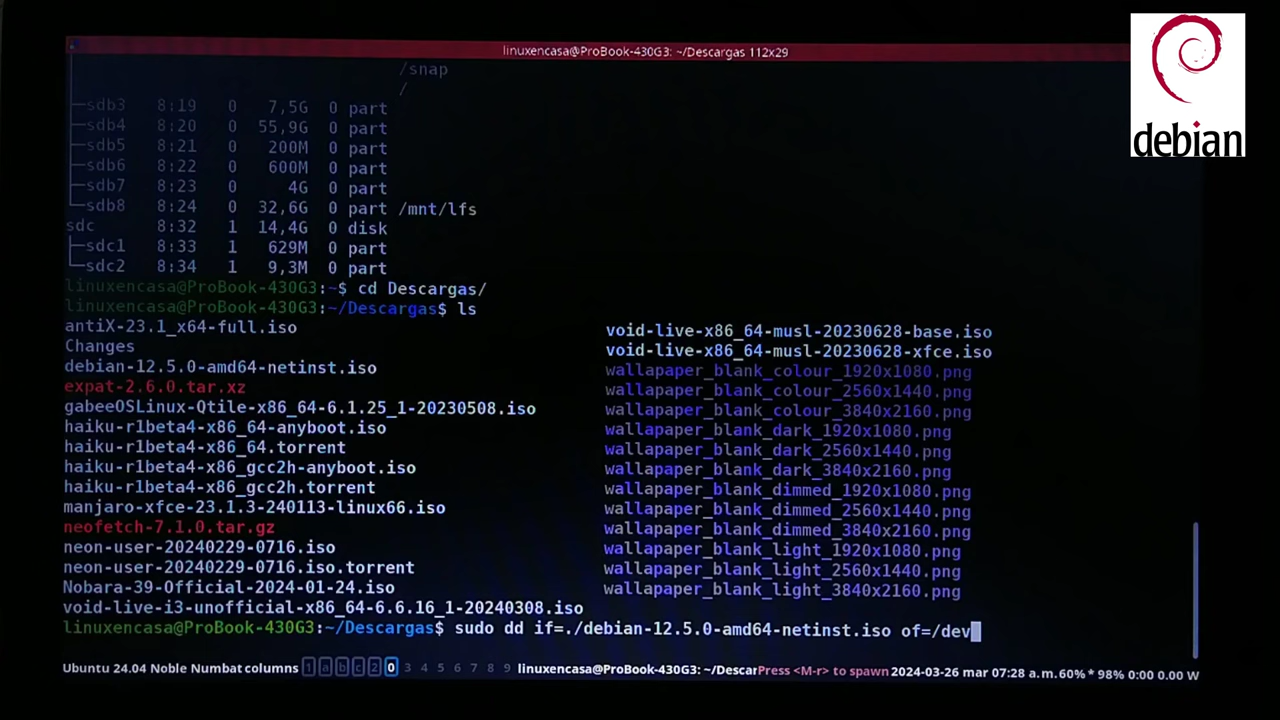 linuxencasa@ProBook-430G3: ~/Descargas 112x29
debian
/snap
/
├─sdb3 8:19 0 7,5G 0 part
├─sdb4 8:20 0 55,9G 0 part
├─sdb5 8:21 0 200M 0 part
├─sdb6 8:22 0 600M 0 part
├─sdb7 8:23 0 4G 0 part
└─sdb8 8:24 0 32,6G 0 part /mnt/lfs
sdc 8:32 1 14,4G 0 disk
├─sdc1 8:33 1 629M 0 part
└─sdc2 8:34 1 9,3M 0 part
linuxencasa@ProBook-430G3:~$ cd Descargas/
linuxencasa@ProBook-430G3:~/Descargas$ ls
antiX-23.1_x64-full.iso void-live-x86_64-musl-20230628-base.iso
Changes void-live-x86_64-musl-20230628-xfce.iso
debian-12.5.0-amd64-netinst.iso wallapaper_blank_colour_1920x1080.png
expat-2.6.0.tar.xz wallapaper_blank_colour_2560x1440.png
gabeeOSLinux-Qtile-x86_64-6.1.25_1-20230508.iso wallapaper_blank_colour_3840x2160.png
haiku-r1beta4-x86_64-anyboot.iso wallapaper_blank_dark_1920x1080.png
haiku-r1beta4-x86_64.torrent wallapaper_blank_dark_2560x1440.png
haiku-r1beta4-x86_gcc2h-anyboot.iso wallapaper_blank_dark_3840x2160.png
haiku-r1beta4-x86_gcc2h.torrent wallapaper_blank_dimmed_1920x1080.png
manjaro-xfce-23.1.3-240113-linux66.iso wallapaper_blank_dimmed_2560x1440.png
neofetch-7.1.0.tar.gz wallapaper_blank_dimmed_3840x2160.png
neon-user-20240229-0716.iso wallapaper_blank_light_1920x1080.png
neon-user-20240229-0716.iso.torrent wallapaper_blank_light_2560x1440.png
Nobara-39-Official-2024-01-24.iso wallapaper_blank_light_3840x2160.png
void-live-i3-unofficial-x86_64-6.6.16_1-20240308.iso
linuxencasa@ProBook-430G3:~/Descargas$ sudo dd if=./debian-12.5.0-amd64-netinst.iso of=/dev
Ubuntu 24.04 Noble Numbat columns 1 a b c 2 0 3 4 5 6 7 8 9 linuxencasa@ProBook-430G3: ~/Descar Press <M-r> to spawn 2024-03-26 mar 07:28 a.m. 60% * 98% 0:00 0.00 W